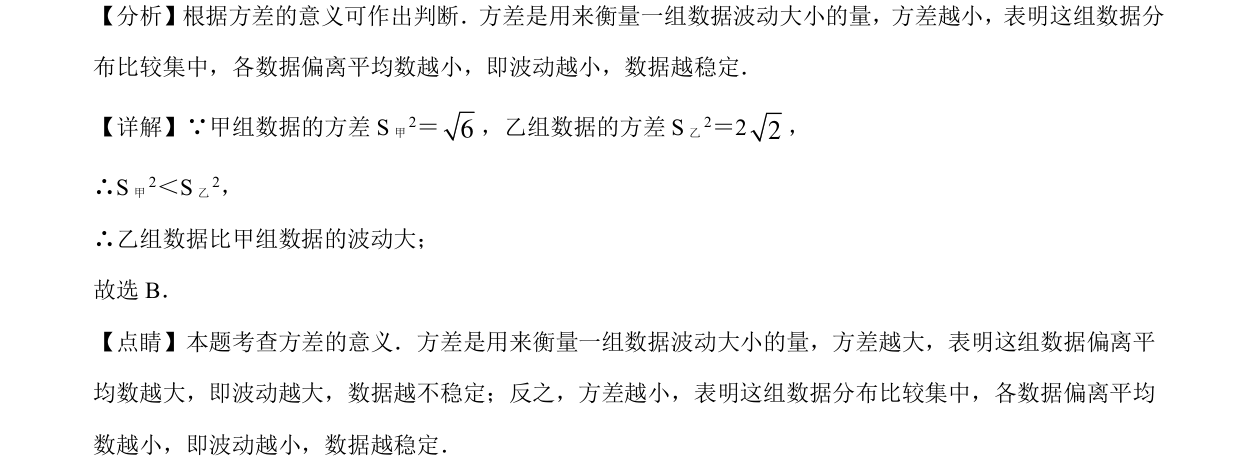 【分析】根据方差的意义可作出判断．方差是用来衡量一组数据波动大小的量，方差越小，表明这组数据分
布比较集中，各数据偏离平均数越小，即波动越小，数据越稳定．
【详解】∵甲组数据的方差 S 甲²＝√6，乙组数据的方差 S 乙²=2√2，
∴S 甲²＜S 乙²，
∴乙组数据比甲组数据的波动大；
故选 B．
【点睛】本题考查方差的意义．方差是用来衡量一组数据波动大小的量，方差越大，表明这组数据偏离平
均数越大，即波动越大，数据越不稳定；反之，方差越小，表明这组数据分布比较集中，各数据偏离平均
数越小，即波动越小，数据越稳定．